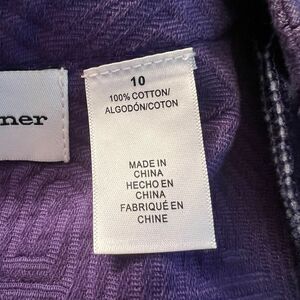 ner
10
100% COTTON/
ALGODÓN/COTON
MADE IN
CHINA
HECHO EN
CHINA
FABRIQUÉ EN
CHINE